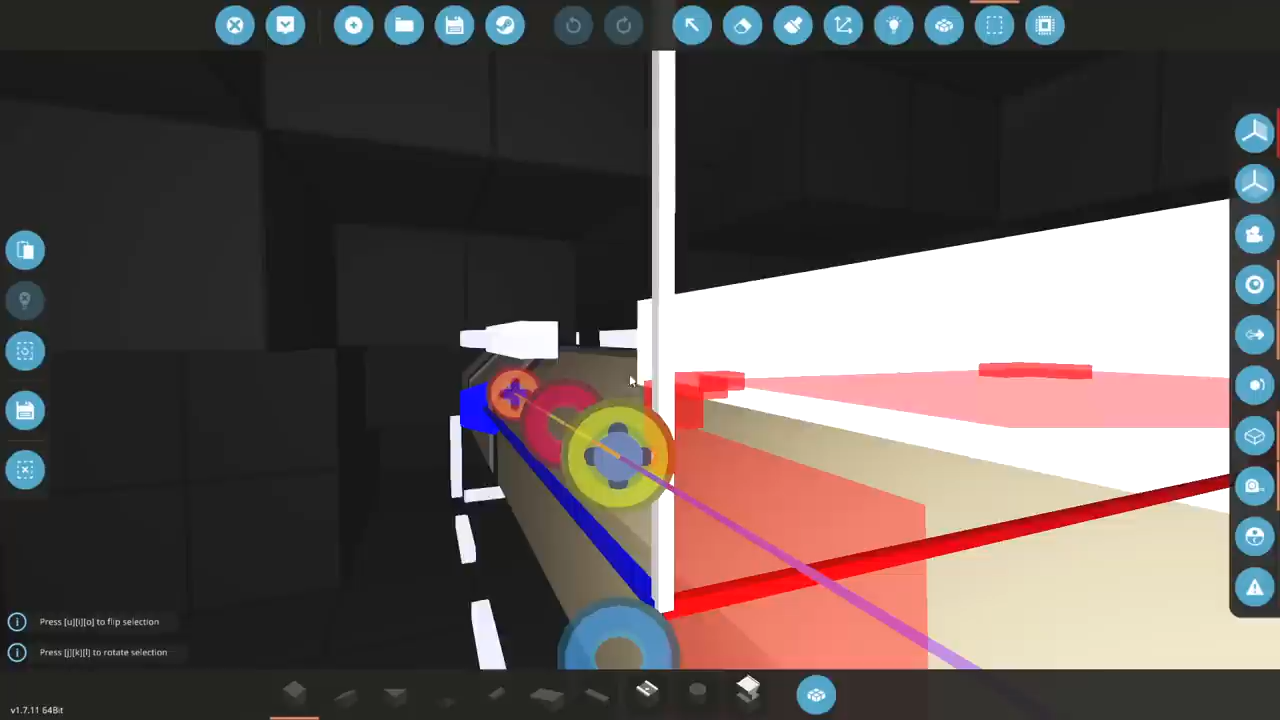 Press [u][i][o] to flip selection
Press [j][k][l] to rotate selection
v1.7.11 64Bit